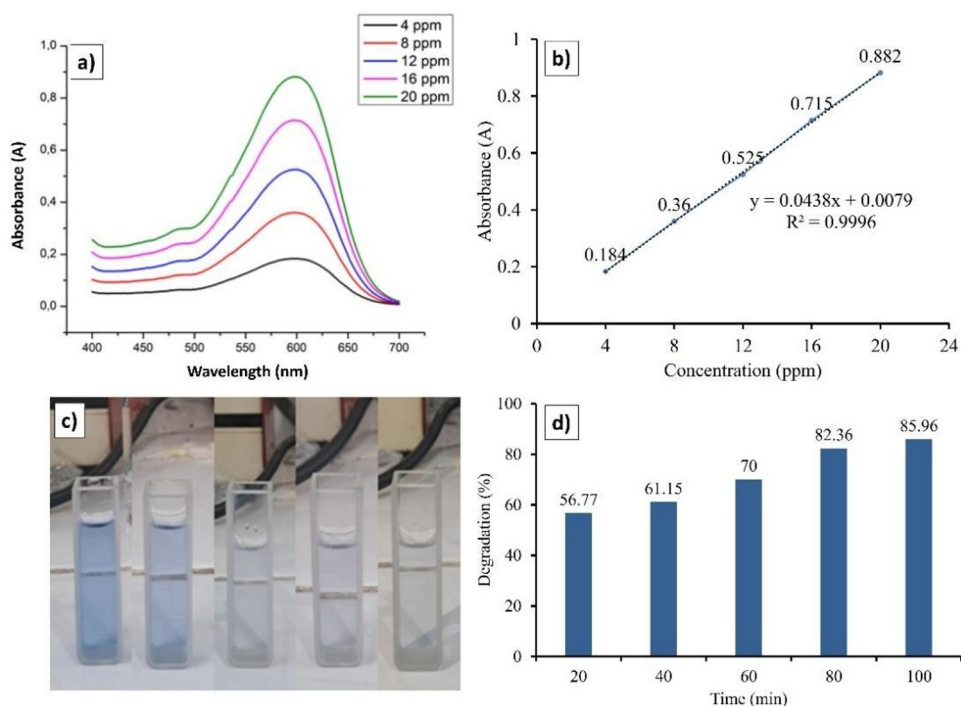 a)
4 ppm
8 ppm
12 ppm
16 ppm
20 ppm
1,0
0,8
0,6
0,4
0,2
0,0
Absorbance (A)
400 450 500 550 600 650 700
Wavelength (nm)
b)
1
0.8
0.6
0.4
0.2
0
Absorbance (A)
0.184
0.36
0.525
0.715
0.882
y = 0.0438x + 0.0079
R² = 0.9996
0 4 8 12 16 20 24
Concentration (ppm)
c)
d)
100
80
60
40
20
0
Degradation (%)
56.77
61.15
70
82.36
85.96
20 40 60 80 100
Time (min)